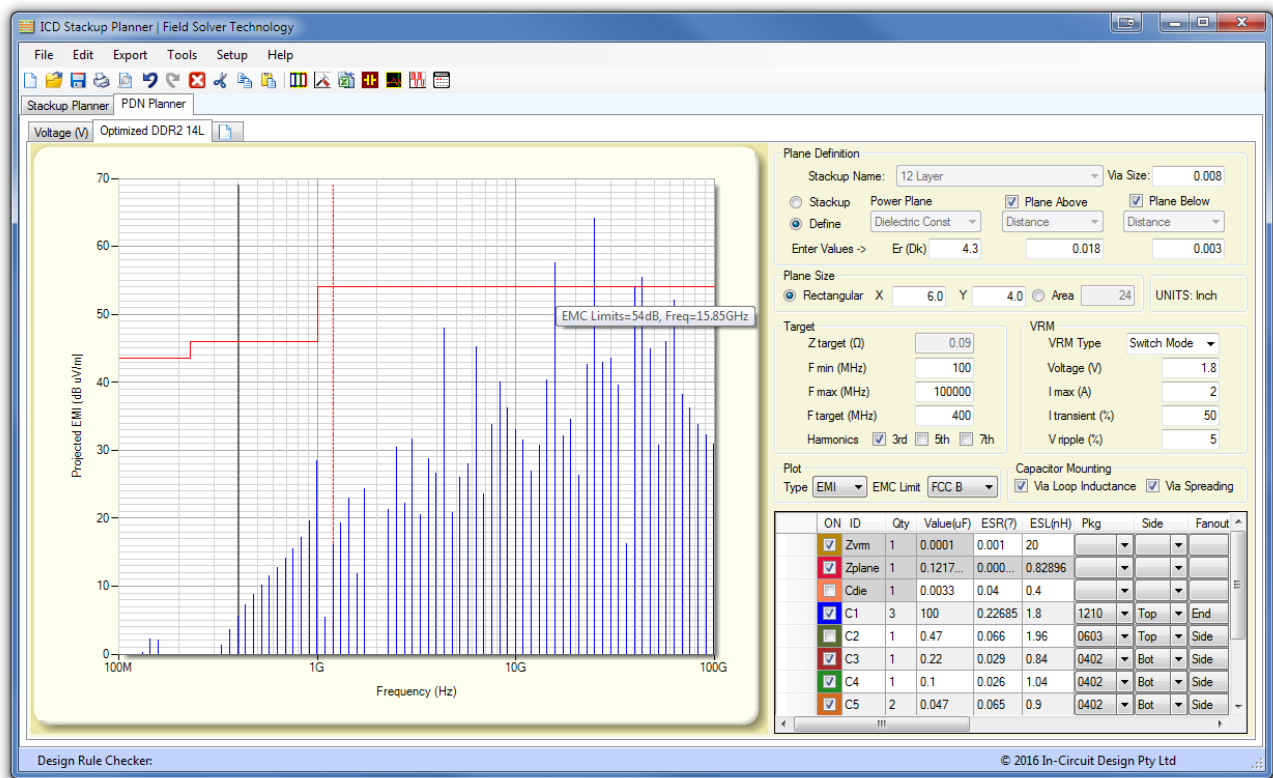 ICD Stackup Planner | Field Solver Technology
File Edit Export Tools Setup Help
Stackup Planner PDN Planner
Voltage (V) Optimized DDR2 14L
Projected EMI [dB uV/m]
70
60
50
40
30
20
10
0
100M 1G 10G 100G
Frequency (Hz)
EMC Limits=54dB, Freq=15.85GHz
Plane Definition
Stackup Name: 12 Layer Via Size: 0.008
Stackup Power Plane Plane Above Plane Below
Define Dielectric Const Distance Distance
Enter Values -> Er (Dk) 4.3 0.018 0.003
Plane Size
Rectangular X 6.0 Y 4.0 Area 24 UNITS: Inch
Target
Z target (Ω) 0.09
F min (MHz) 100
F max (MHz) 100000
F target (MHz) 400
Harmonics 3rd 5th 7th
VRM
VRM Type Switch Mode
Voltage (V) 1.8
I max (A) 2
I transient (%) 50
V ripple (%) 5
Plot
Type EMI EMC Limit FCC B
Capacitor Mounting
Via Loop Inductance Via Spreading
ON ID Qty Value(uF) ESR(?) ESL(nH) Pkg Side Fanout
Zvrm 1 0.0001 0.001 20
Zplane 1 0.1217... 0.000... 0.82896
Cdie 1 0.0033 0.04 0.4
C1 3 100 0.22685 1.8 1210 Top End
C2 1 0.47 0.066 1.96 0603 Top Side
C3 1 0.22 0.029 0.84 0402 Bot Side
C4 1 0.1 0.026 1.04 0402 Bot Side
C5 2 0.047 0.065 0.9 0402 Bot Side
Design Rule Checker: © 2016 In-Circuit Design Pty Ltd